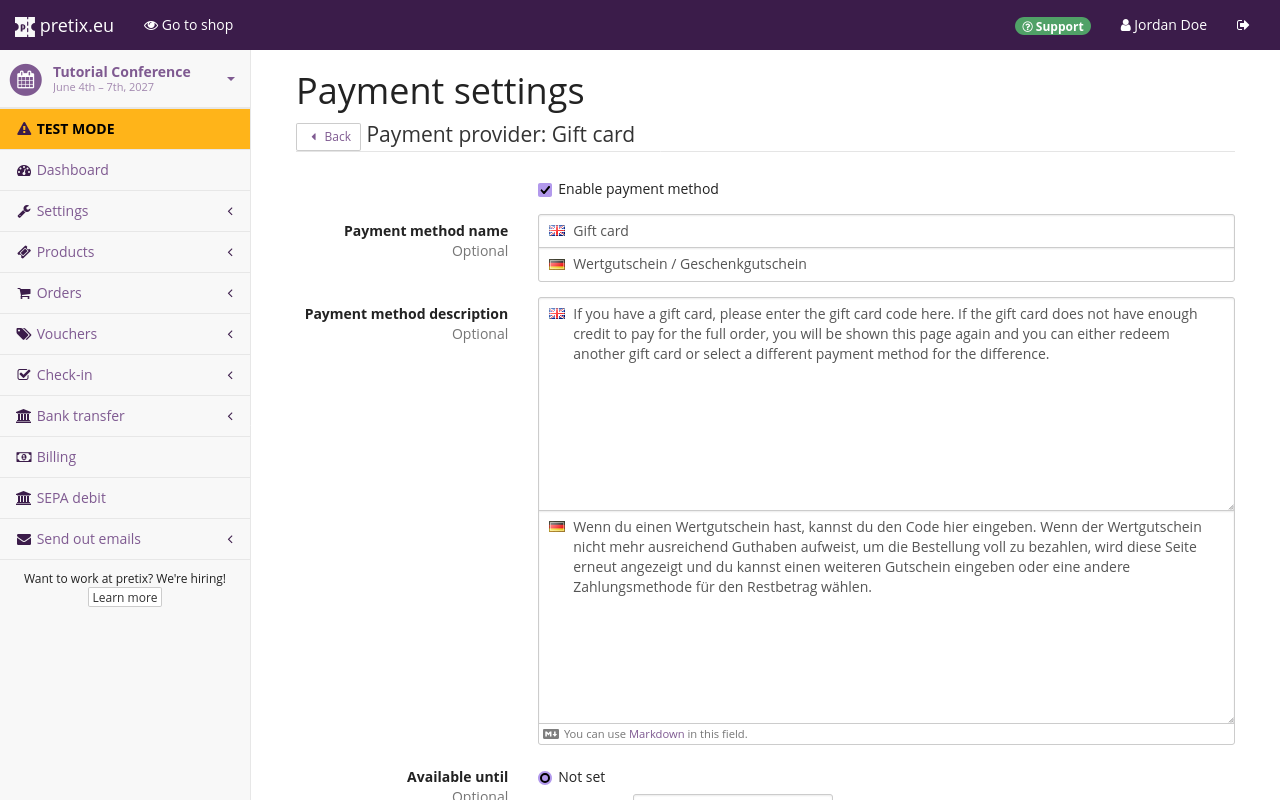 pretix.eu
Go to shop
Support
Jordan Doe
Tutorial Conference
June 4th – 7th, 2027
TEST MODE
Dashboard
Settings
Products
Orders
Vouchers
Check-in
Bank transfer
Billing
SEPA debit
Send out emails
Want to work at pretix? We're hiring!
Learn more
Payment settings
Back
Payment provider: Gift card
Enable payment method
Payment method name
Optional
Gift card
Wertgutschein / Geschenkgutschein
Payment method description
Optional
If you have a gift card, please enter the gift card code here. If the gift card does not have enough
credit to pay for the full order, you will be shown this page again and you can either redeem
another gift card or select a different payment method for the difference.
Wenn du einen Wertgutschein hast, kannst du den Code hier eingeben. Wenn der Wertgutschein
nicht mehr ausreichend Guthaben aufweist, um die Bestellung voll zu bezahlen, wird diese Seite
erneut angezeigt und du kannst einen weiteren Gutschein eingeben oder eine andere
Zahlungsmethode für den Restbetrag wählen.
You can use Markdown in this field.
Available until
Optional
Not set